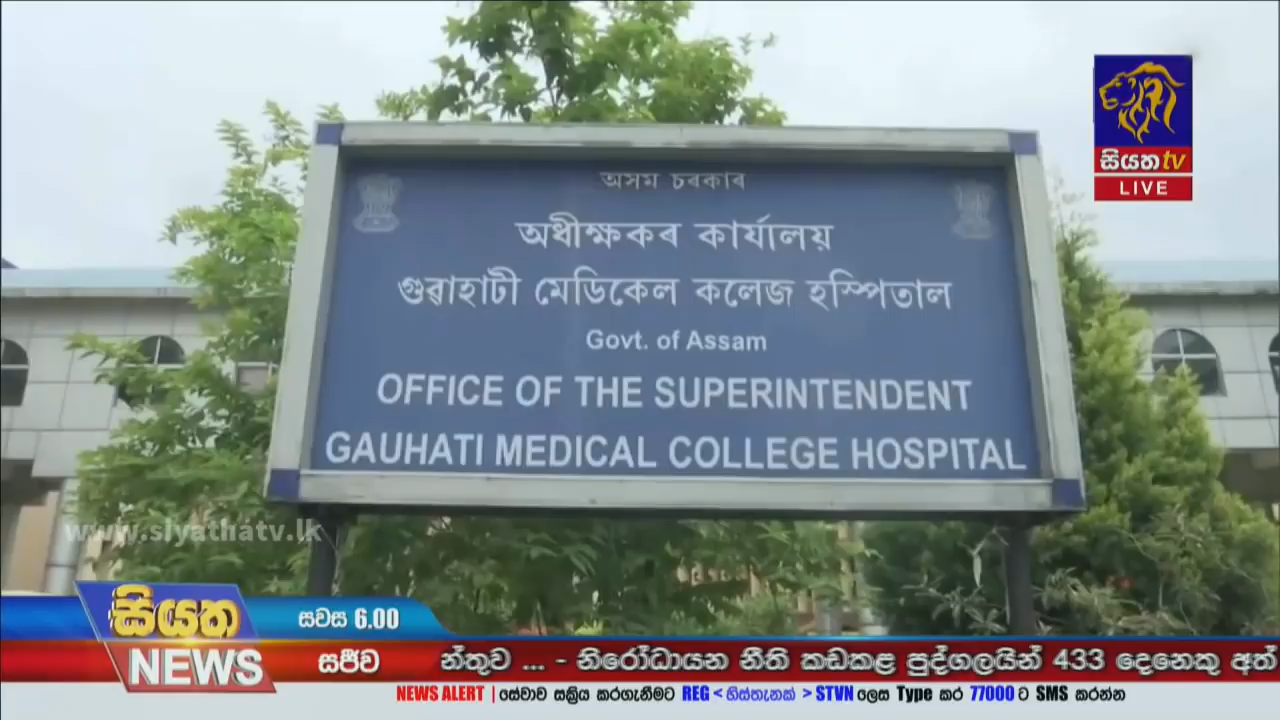 සියත tv
LIVE
অসম চৰকাৰ
অধীক্ষকৰ কাৰ্যালয়
গুৱাহাটী মেডিকেল কলেজ হস্পিতাল
Govt. of Assam
OFFICE OF THE SUPERINTENDENT
GAUHATI MEDICAL COLLEGE HOSPITAL
www.siyathatv.lk
සියත
NEWS
සවස 6.00
සජීව
න්තුව ... - නිරෝධායන නීති කඩකළ පුද්ගලයින් 433 දෙනෙකු අත්
NEWS ALERT | සේවාව සක්‍රිය කරගැනීමට REG < හිස්තැනක් > STVN ලෙස Type කර 77000 ට SMS කරන්න